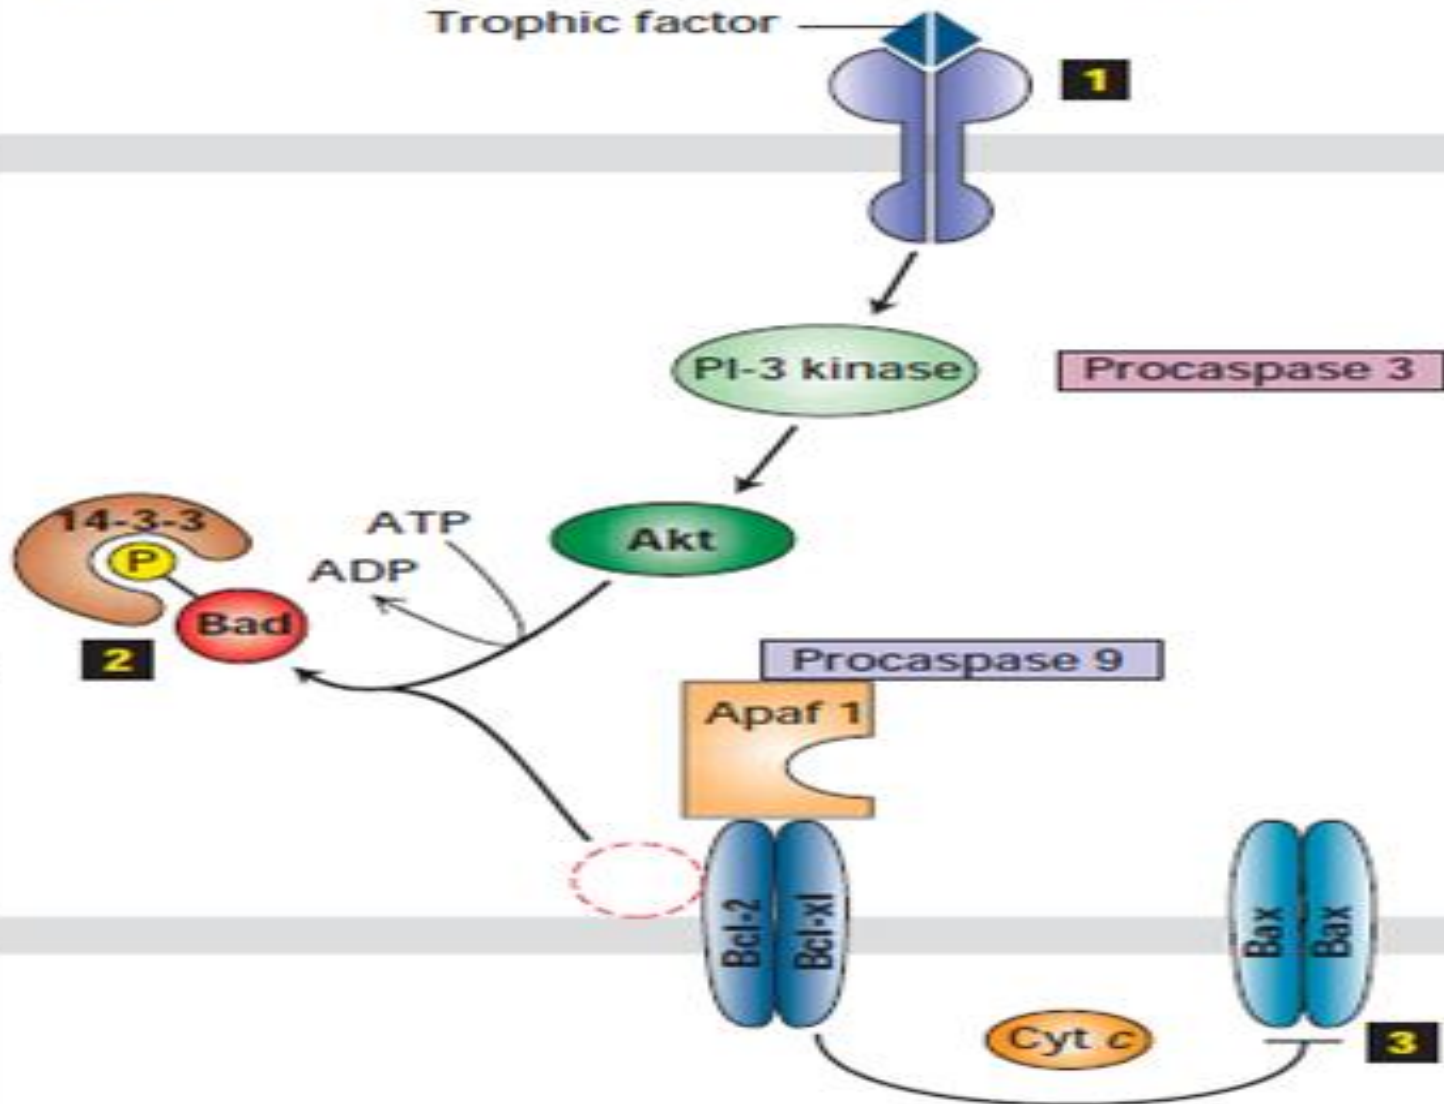 Trophic factor
1
PI-3 kinase
Procaspase 3
14-3-3
P
Bad
2
ATP
ADP
Akt
Procaspase 9
Apaf 1
Bcl-2
Bcl-xl
Bax
Bax
Cyt c
3